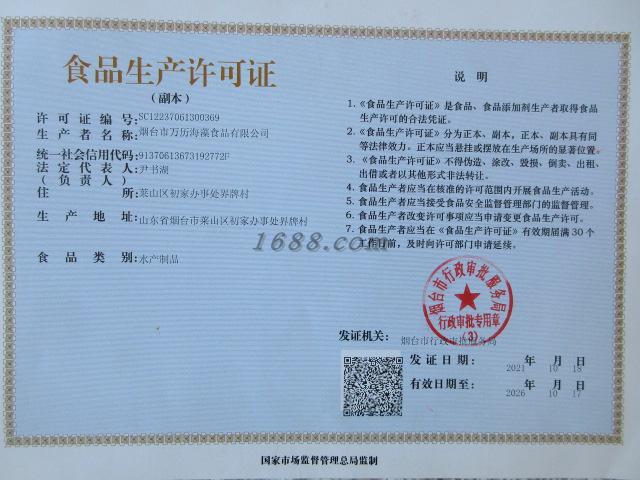 食品生产许可证
（副本）
许可证编号：SC12237061300369
生产者名称：烟台市万历海藻食品有限公司
统一社会信用代码：91370613673192772F
法定代表人：尹书湖
（负责人）
住所：莱山区初家办事处界牌村
生产地址：山东省烟台市莱山区初家办事处界牌村
食品类别：水产制品
说明
1. 《食品生产许可证》是食品、食品添加剂生产者取得食品
生产许可的合法凭证。
2. 《食品生产许可证》分为正本、副本，正本、副本具有同
等法律效力。正本应当悬挂或摆放在生产场所的显著位置。
3. 《食品生产许可证》不得伪造、涂改、毁损、倒卖、出租、
出借或者以其他形式非法转让。
4. 食品生产者应当在核准的许可范围内开展食品生产活动。
5. 食品生产者应当接受食品安全监督管理部门的监督管理。
6. 食品生产者改变许可事项应当申请变更食品生产许可。
7. 食品生产者应当在《食品生产许可证》有效期届满30个
工作日前，及时向许可部门申请延续。
1688.com
烟台市行政审批服务局
行政审批专用章
（3）
发证机关：烟台市行政审批服务局
发证日期：2021年10月18日
有效日期至：2026年10月17日
国家市场监督管理总局监制